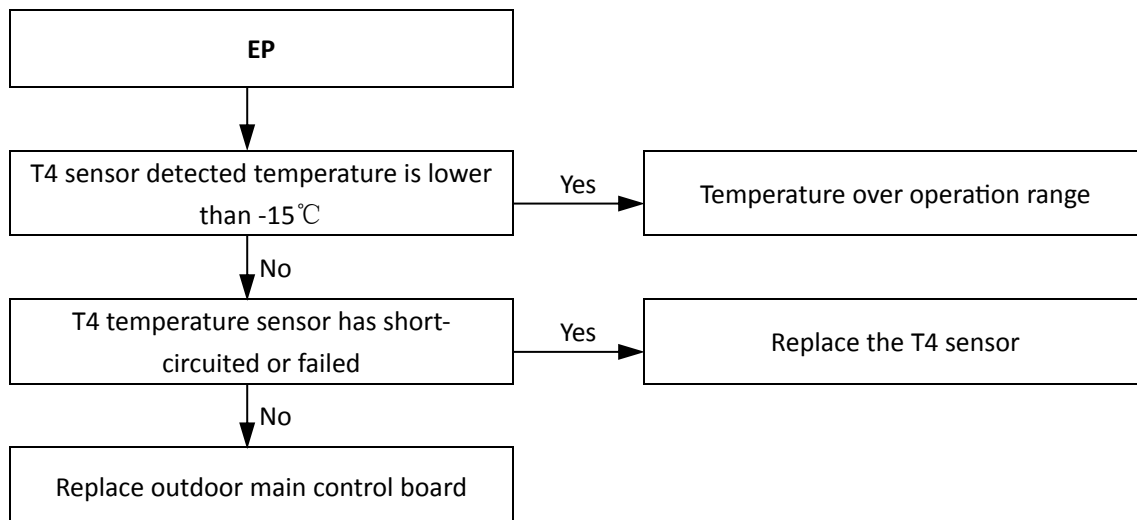 EP
T4 sensor detected temperature is lower
than -15℃
Yes
Temperature over operation range
No
T4 temperature sensor has short-
circuited or failed
Yes
Replace the T4 sensor
No
Replace outdoor main control board